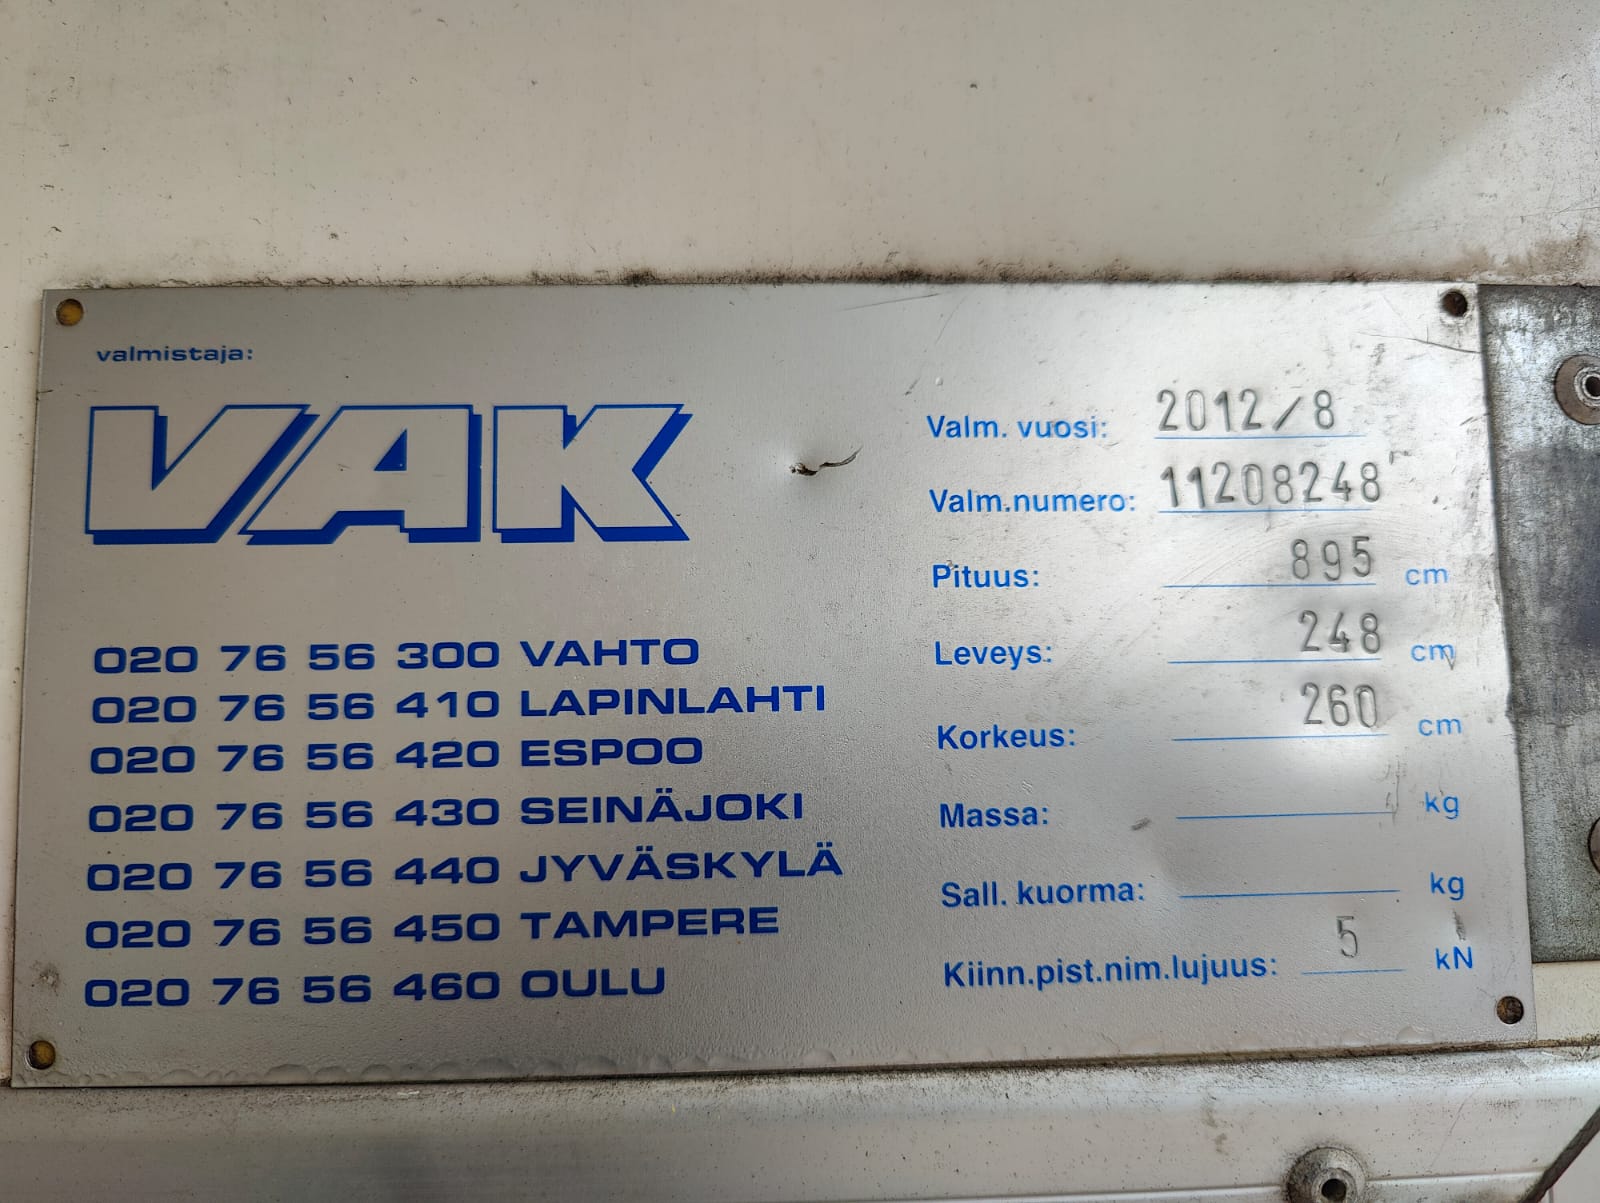 valmistaja:
VAK
020 76 56 300 VAHTO
020 76 56 410 LAPINLAHTI
020 76 56 420 ESPOO
020 76 56 430 SEINÄJOKI
020 76 56 440 JYVÄSKYLÄ
020 76 56 450 TAMPERE
020 76 56 460 OULU
Valm. vuosi: 2012/8
Valm.numero: 11208248
Pituus: 895 cm
Leveys: 248 cm
Korkeus: 260 cm
Massa: kg
Sall. kuorma: kg
Kiinn.pist.nim.lujuus: 5 kN